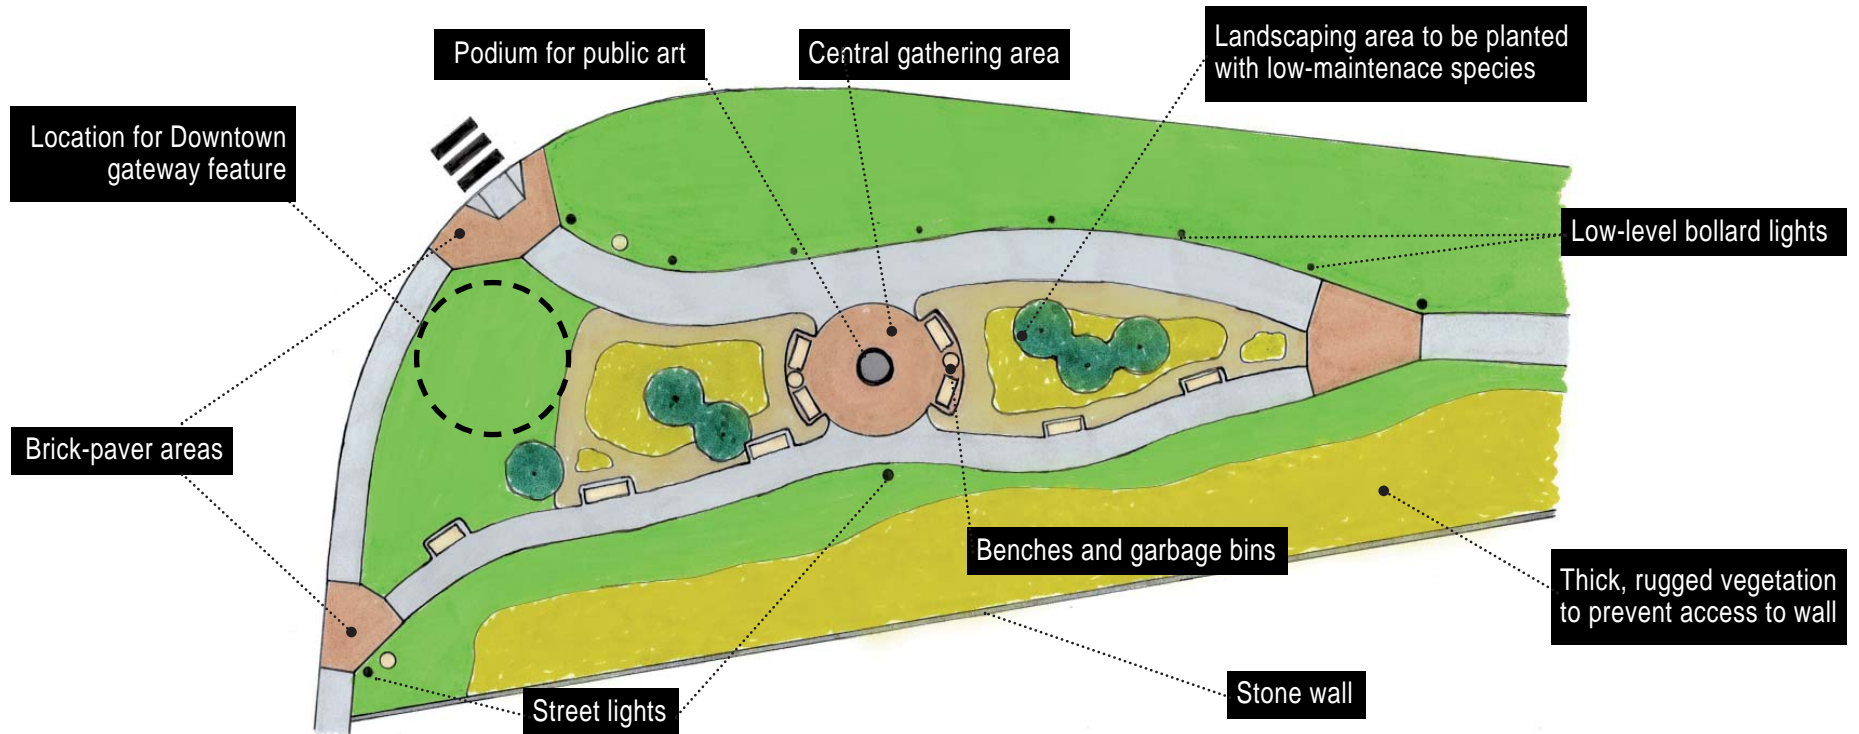 Podium for public art
Central gathering area
Landscaping area to be planted
with low-maintenace species
Location for Downtown
gateway feature
Low-level bollard lights
Brick-paver areas
Benches and garbage bins
Thick, rugged vegetation
to prevent access to wall
Stone wall
Street lights